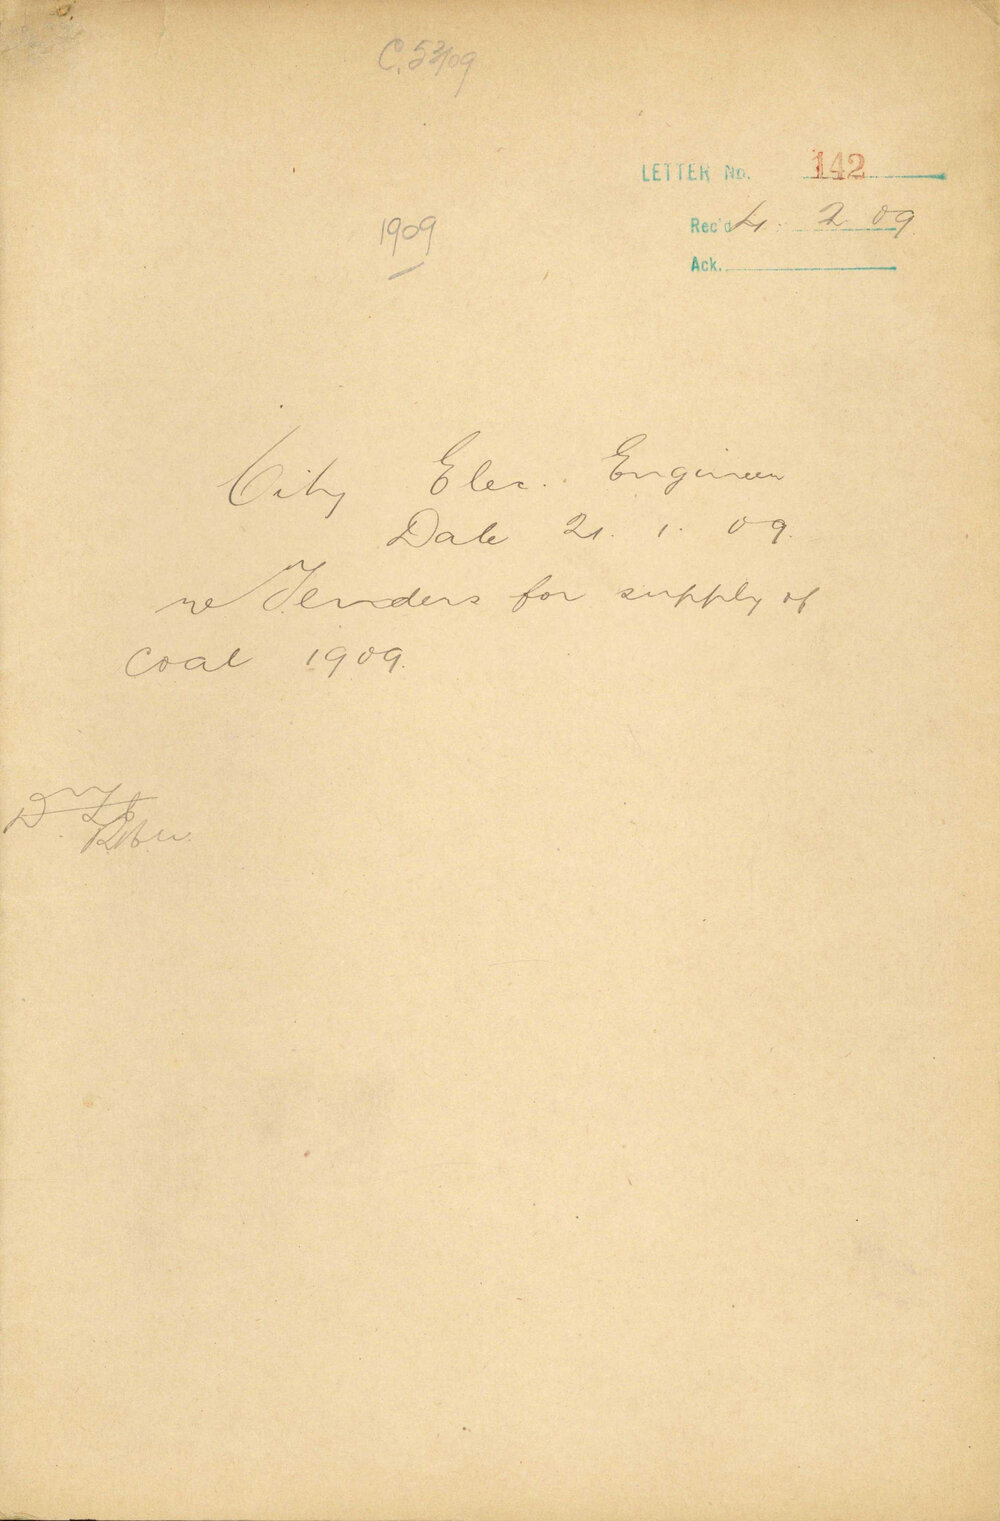 C. 53/09
LETTER No. 142
Rec'd 4. 2 09
1909
Ack.
City Elec. Engineer
Date 21. 1. 09.
re Tenders for supply of
coal 1909.